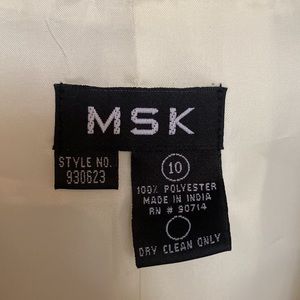 MSK
STYLE NO.
930623
10
100% POLYESTER
MADE IN INDIA
RN # 90714
DRY CLEAN ONLY